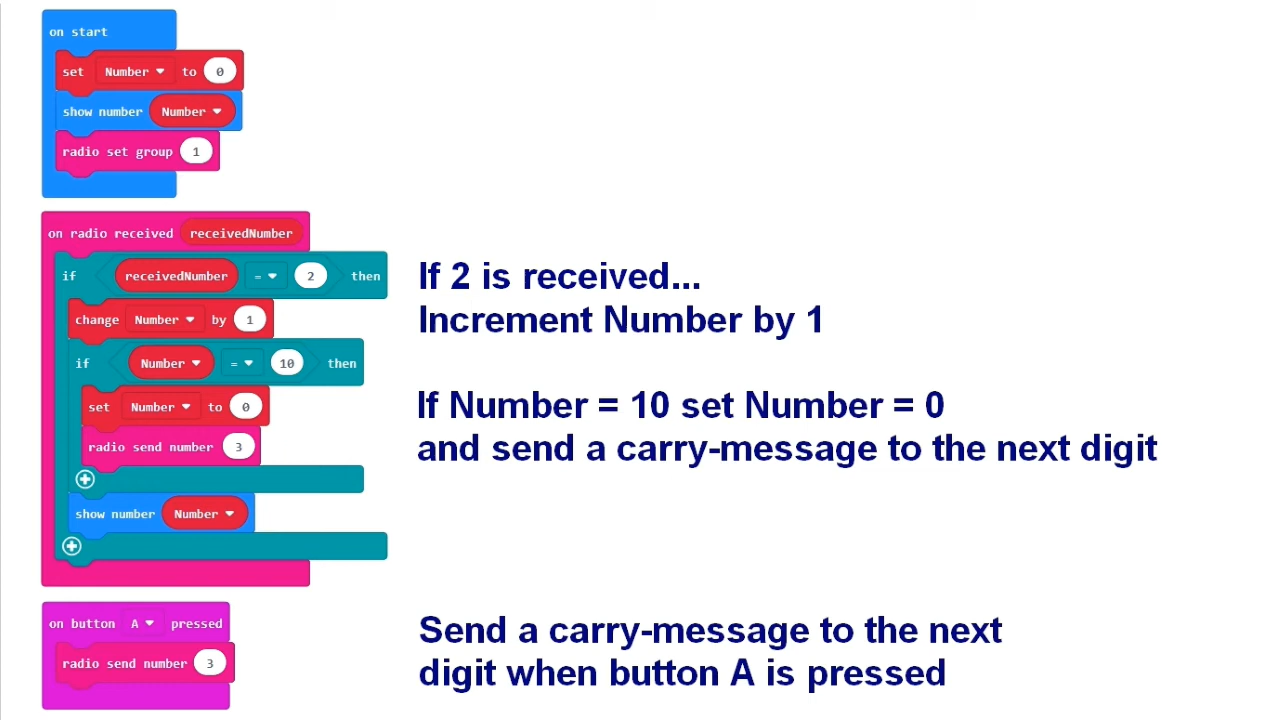 on start
set Number to 0
show number Number
radio set group 1
on radio received receivedNumber
if receivedNumber = 2 then
change Number by 1
if Number = 10 then
set Number to 0
radio send number 3
show number Number
on button A pressed
radio send number 3
If 2 is received...
Increment Number by 1
If Number = 10 set Number = 0
and send a carry-message to the next digit
Send a carry-message to the next
digit when button A is pressed